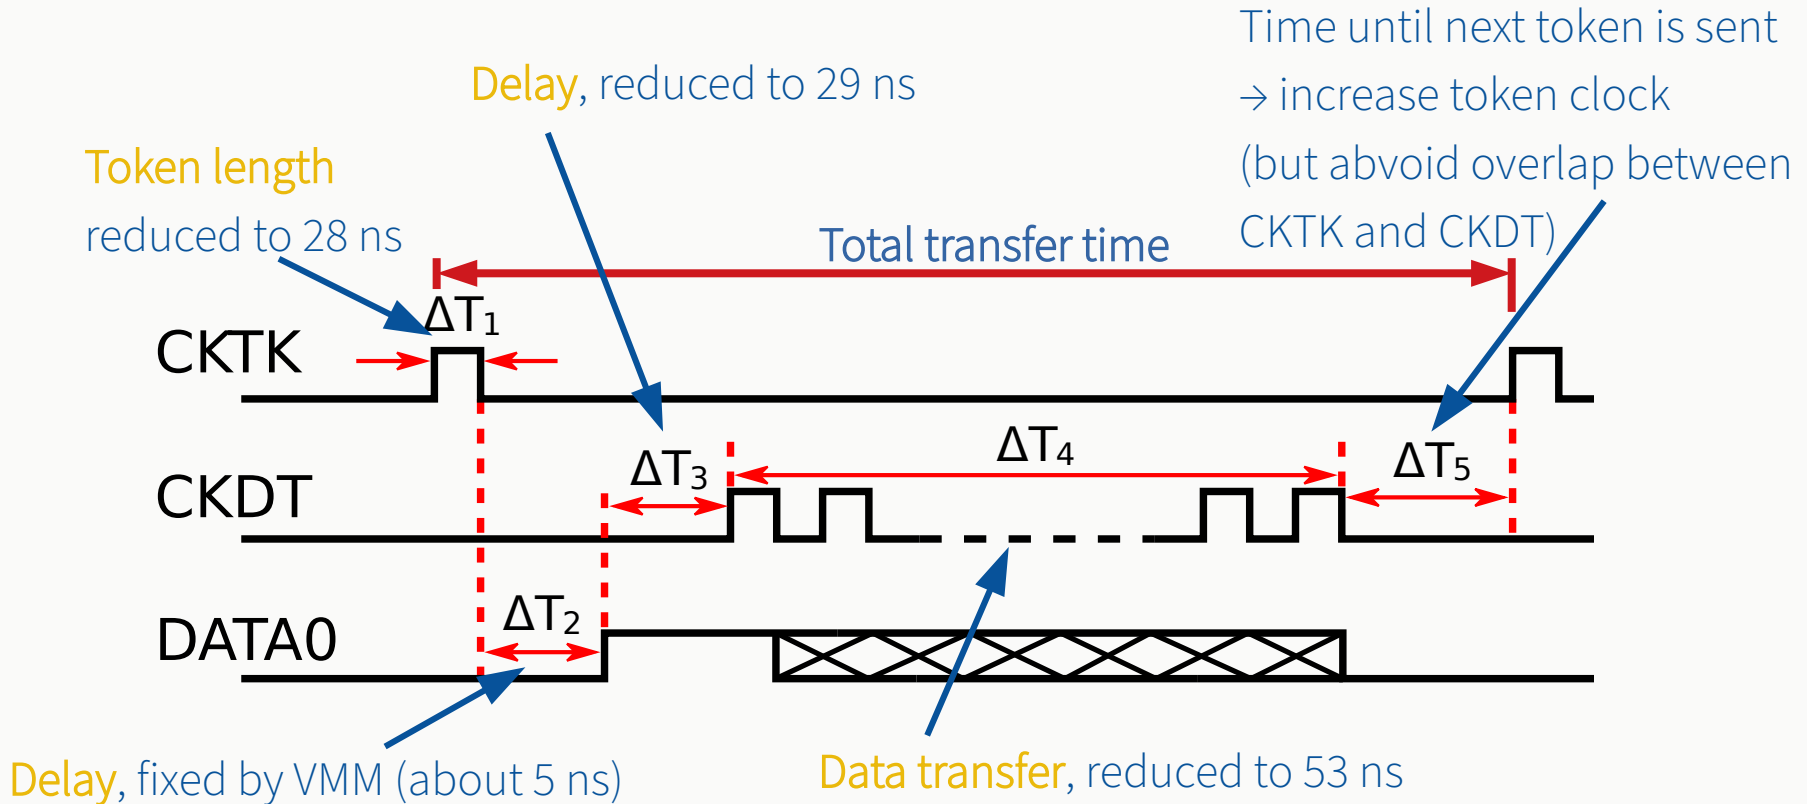 Time until next token is sent
→ increase token clock
(but abvoid overlap between
CKTK and CKDT)
Delay, reduced to 29 ns
Token length
reduced to 28 ns
Total transfer time
ΔT₁
CKTK
ΔT₃
ΔT₄
ΔT₅
CKDT
ΔT₂
DATA0
Delay, fixed by VMM (about 5 ns)
Data transfer, reduced to 53 ns